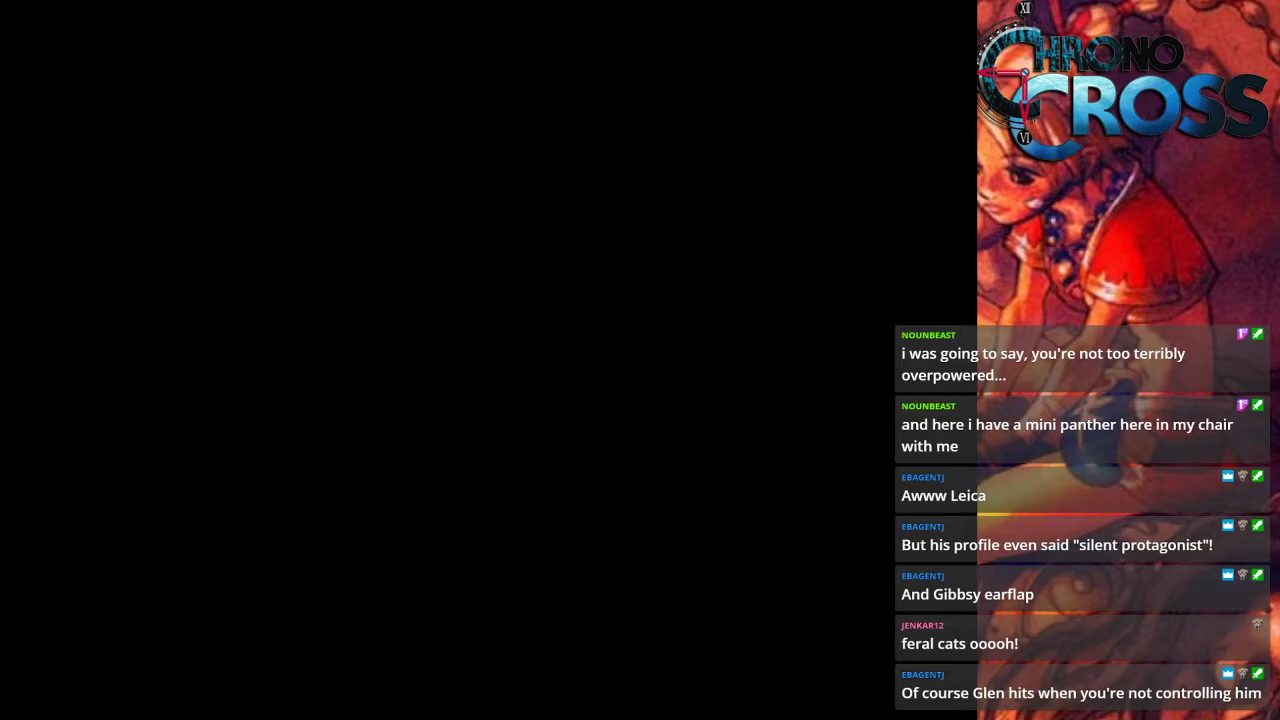 XII
CHRONO
CROSS
VI
NOUNBEAST
i was going to say, you're not too terribly
overpowered...
NOUNBEAST
and here i have a mini panther here in my chair
with me
EBAGENTJ
Awww Leica
EBAGENTJ
But his profile even said "silent protagonist"!
EBAGENTJ
And Gibbsy earflap
JENKAR12
feral cats ooooh!
EBAGENTJ
Of course Glen hits when you're not controlling him